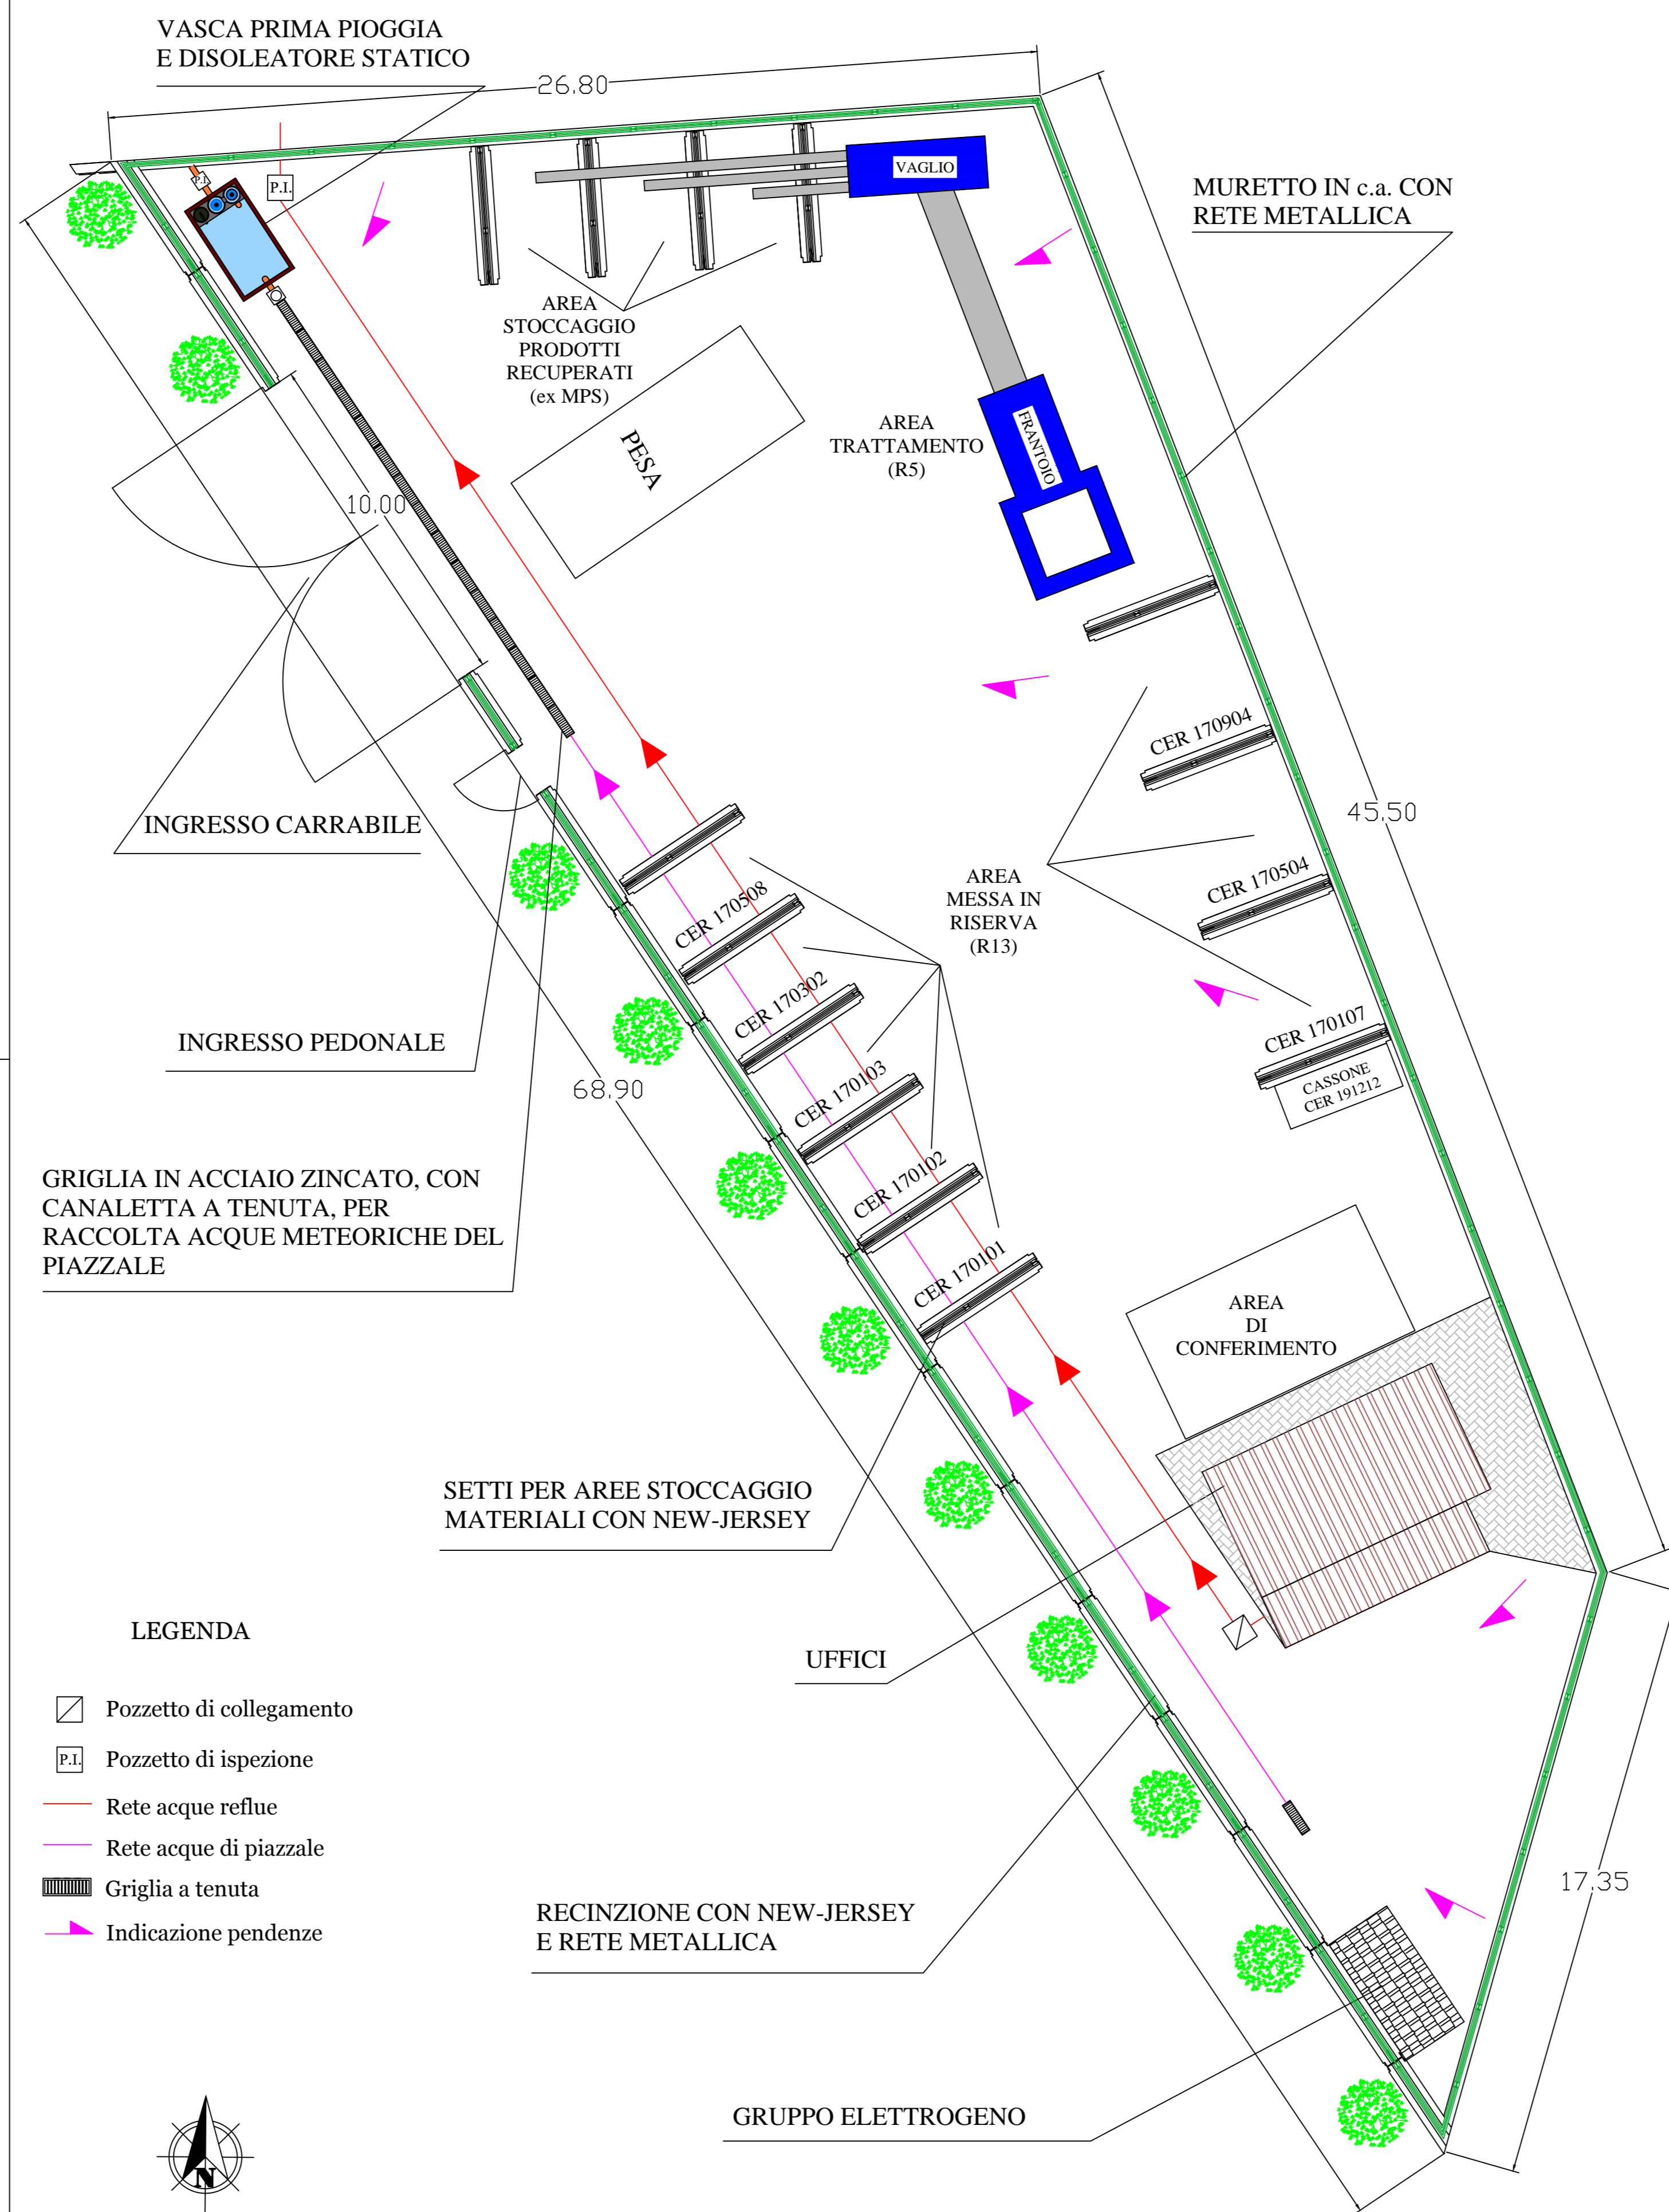 VASCA PRIMA PIOGGIA
E DISOLEATORE STATICO
26.80
P.I.
P.I.
VAGLIO
MURETTO IN c.a. CON
RETE METALLICA
AREA
STOCCAGGIO
PRODOTTI
RECUPERATI
(ex MPS)
PESA
AREA
TRATTAMENTO
(R5)
FRANTOIO
10.00
INGRESSO CARRABILE
CER 170904
45.50
CER 170504
AREA
MESSA IN
RISERVA
(R13)
CER 170508
CER 170302
CER 170107
CASSONE
CER 191212
INGRESSO PEDONALE
68.90
CER 170103
CER 170102
CER 170101
GRIGLIA IN ACCIAIO ZINCATO, CON
CANALETTA A TENUTA, PER
RACCOLTA ACQUE METEORICHE DEL
PIAZZALE
AREA
DI
CONFERIMENTO
SETTI PER AREE STOCCAGGIO
MATERIALI CON NEW-JERSEY
UFFICI
LEGENDA
Pozzetto di collegamento
P.I. Pozzetto di ispezione
Rete acque reflue
Rete acque di piazzale
Griglia a tenuta
Indicazione pendenze
17.35
RECINZIONE CON NEW-JERSEY
E RETE METALLICA
GRUPPO ELETTROGENO
N